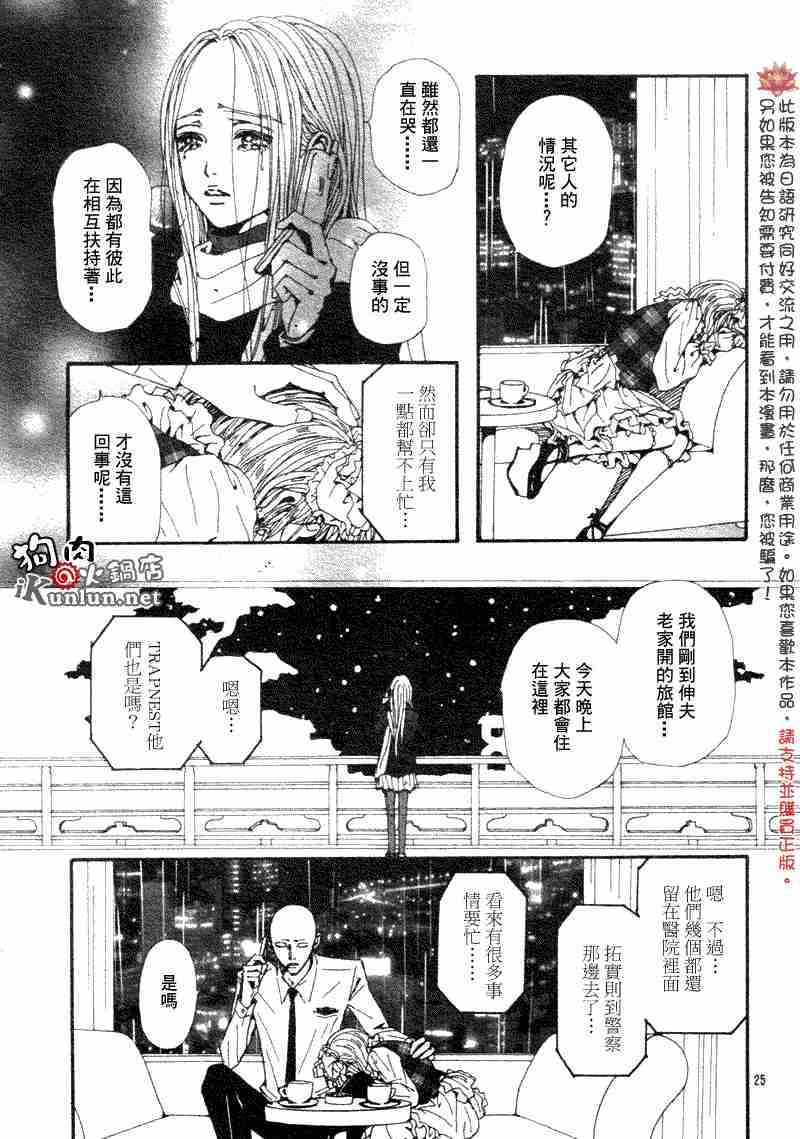 其它人的
情況呢…?
雖然都還一
直在哭……
但一定
沒事的
因為都有彼此
在相互扶持著
…
然而卻只有我
一點都幫不上忙…
才沒有這
回事呢……
狗肉火鍋店
iKunlun.net
我們剛到伸夫
老家開的旅館…
今天晚上
大家都會住
在這裡
嗯嗯…
TRAPNEST他
們也是嗎?
嗯 不過…
他們幾個都還
留在醫院裡面
拓實則到警察
那邊去了…
看來有很多事
情要忙……
是嗎
25
此版本為日語研究同好交流之用,請勿用於任何商業用途。如果您喜歡本作品,請支持並購買正版。
只如果您被告知需要付費,才能看到本漫畫,那麼,您被騙了!